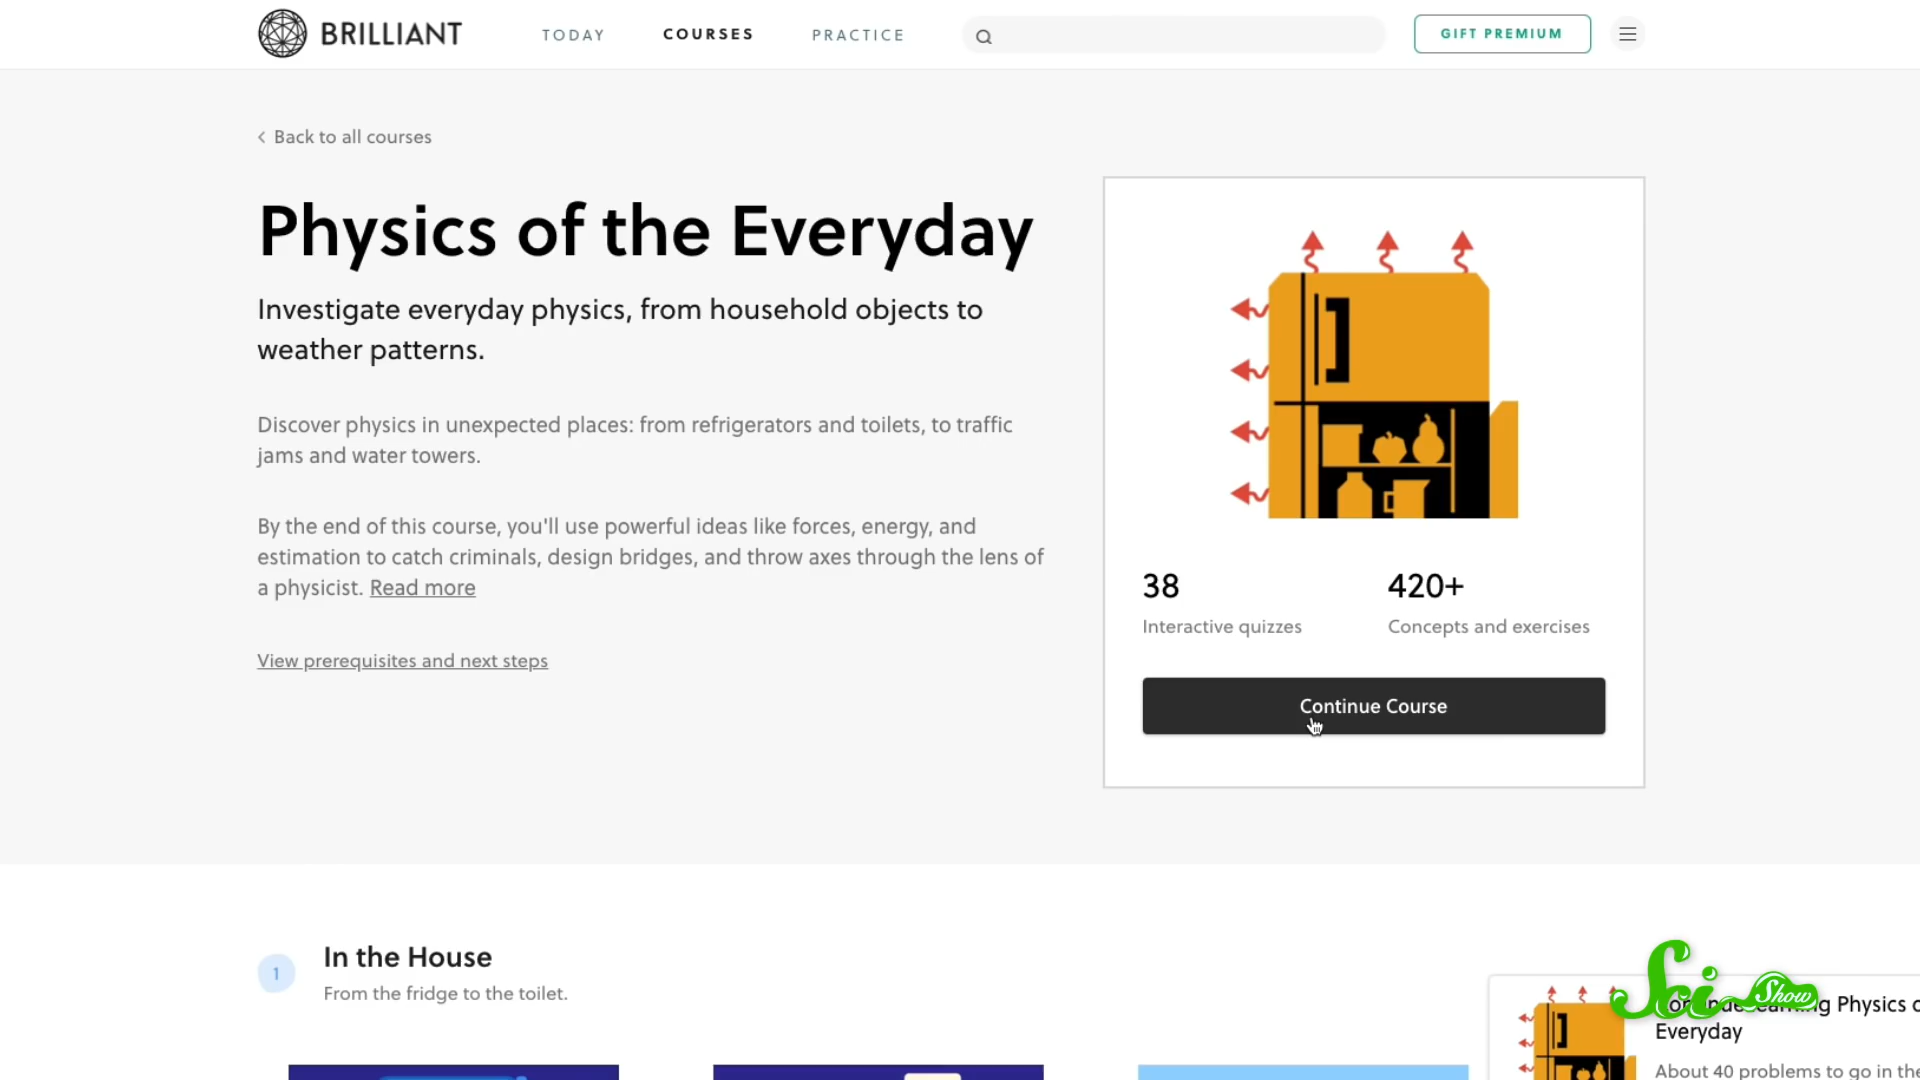 BRILLIANT
TODAY
COURSES
PRACTICE
GIFT PREMIUM
< Back to all courses
Physics of the Everyday
Investigate everyday physics, from household objects to
weather patterns.
Discover physics in unexpected places: from refrigerators and toilets, to traffic
jams and water towers.
By the end of this course, you'll use powerful ideas like forces, energy, and
estimation to catch criminals, design bridges, and throw axes through the lens of
a physicist. Read more
View prerequisites and next steps
38
Interactive quizzes
420+
Concepts and exercises
Continue Course
1
In the House
From the fridge to the toilet.
Sci Show
Physics
Everyday
About 40 problems to go in the